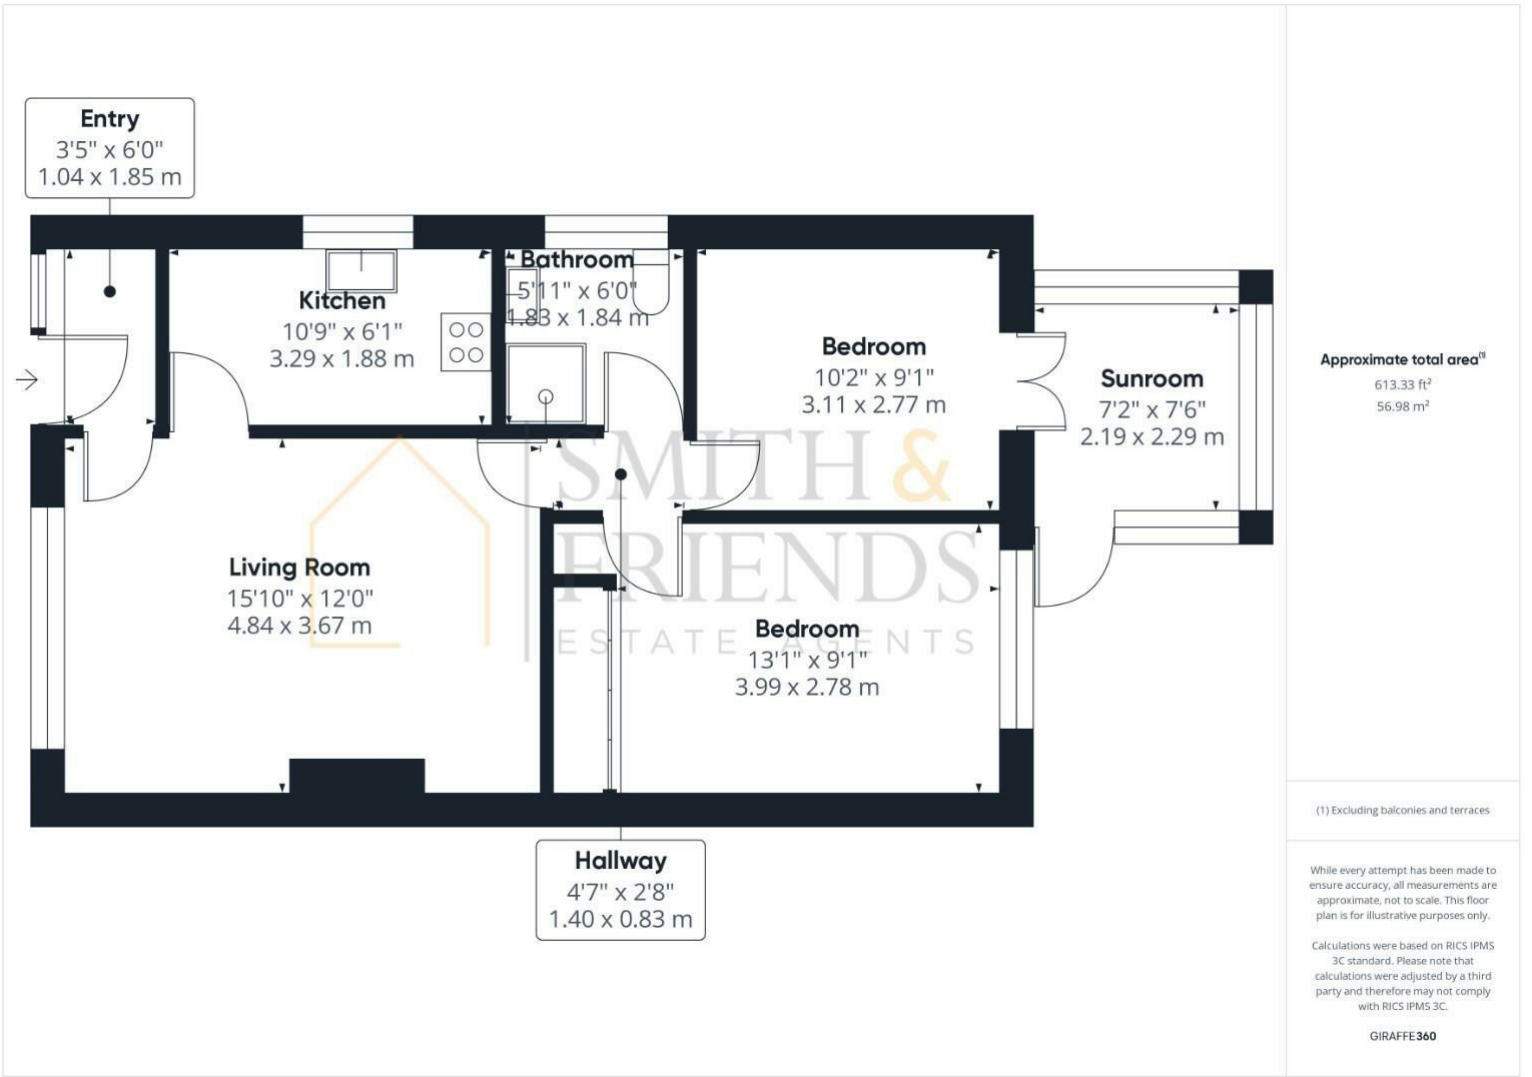 Entry
3'5" x 6'0"
1.04 x 1.85 m
Kitchen
10'9" x 6'1"
3.29 x 1.88 m
Bathroom
5'11" x 6'0"
1.83 x 1.84 m
Bedroom
10'2" x 9'1"
3.11 x 2.77 m
Sunroom
7'2" x 7'6"
2.19 x 2.29 m
SMITH &
FRIENDS
ESTATE AGENTS
Living Room
15'10" x 12'0"
4.84 x 3.67 m
Bedroom
13'1" x 9'1"
3.99 x 2.78 m
Hallway
4'7" x 2'8"
1.40 x 0.83 m
Approximate total area(1)
613.33 ft²
56.98 m²
(1) Excluding balconies and terraces
While every attempt has been made to
ensure accuracy, all measurements are
approximate, not to scale. This floor
plan is for illustrative purposes only.
Calculations were based on RICS IPMS
3C standard. Please note that
calculations were adjusted by a third
party and therefore may not comply
with RICS IPMS 3C.
GIRAFFE360